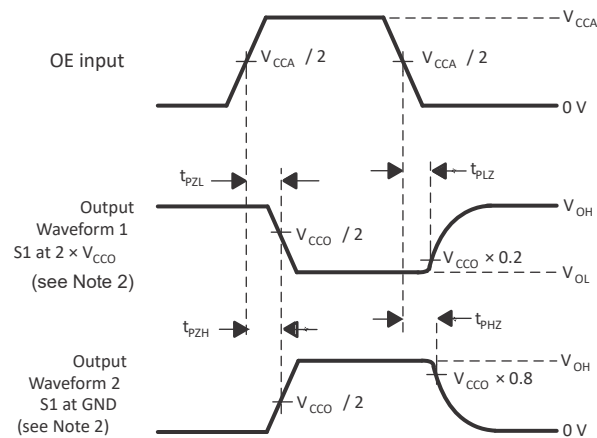 V_CCA
OE input
V_CCA / 2
V_CCA / 2
0 V
t_PZL
t_PLZ
Output
Waveform 1
S1 at 2 × V_CCO
(see Note 2)
V_OH
V_CCO / 2
V_CCO × 0.2
V_OL
t_PZH
t_PHZ
Output
Waveform 2
S1 at GND
(see Note 2)
V_OH
V_CCO × 0.8
V_CCO / 2
0 V